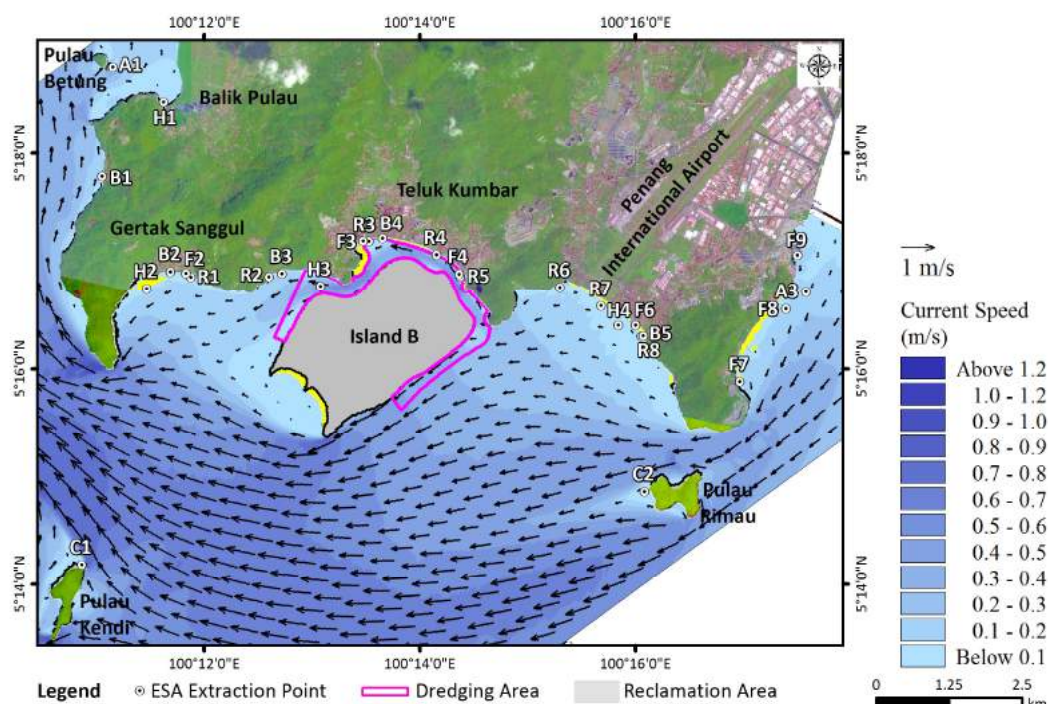 100°12'0"E
100°14'0"E
100°16'0"E
Pulau
Betung
A1
Balik Pulau
H1
5°18'0"N
5°18'0"N
B1
Teluk Kumbar
Penang
International Airport
Gertak Sanggul
R3
B4
F3
R4
F9
B2
F2
B3
F4
H2
R1
R2
H3
R5
R6
A3
R7
F8
H4
F6
B5
R8
Island B
5°16'0"N
5°16'0"N
F7
C2
Pulau
Rimau
C1
5°14'0"N
5°14'0"N
Pulau
Kendi
100°12'0"E
100°14'0"E
100°16'0"E
1 m/s
Current Speed
(m/s)
Above 1.2
1.0 - 1.2
0.9 - 1.0
0.8 - 0.9
0.7 - 0.8
0.6 - 0.7
0.5 - 0.6
0.4 - 0.5
0.3 - 0.4
0.2 - 0.3
0.1 - 0.2
Below 0.1
Legend
ESA Extraction Point
Dredging Area
Reclamation Area
0
1.25
2.5
km